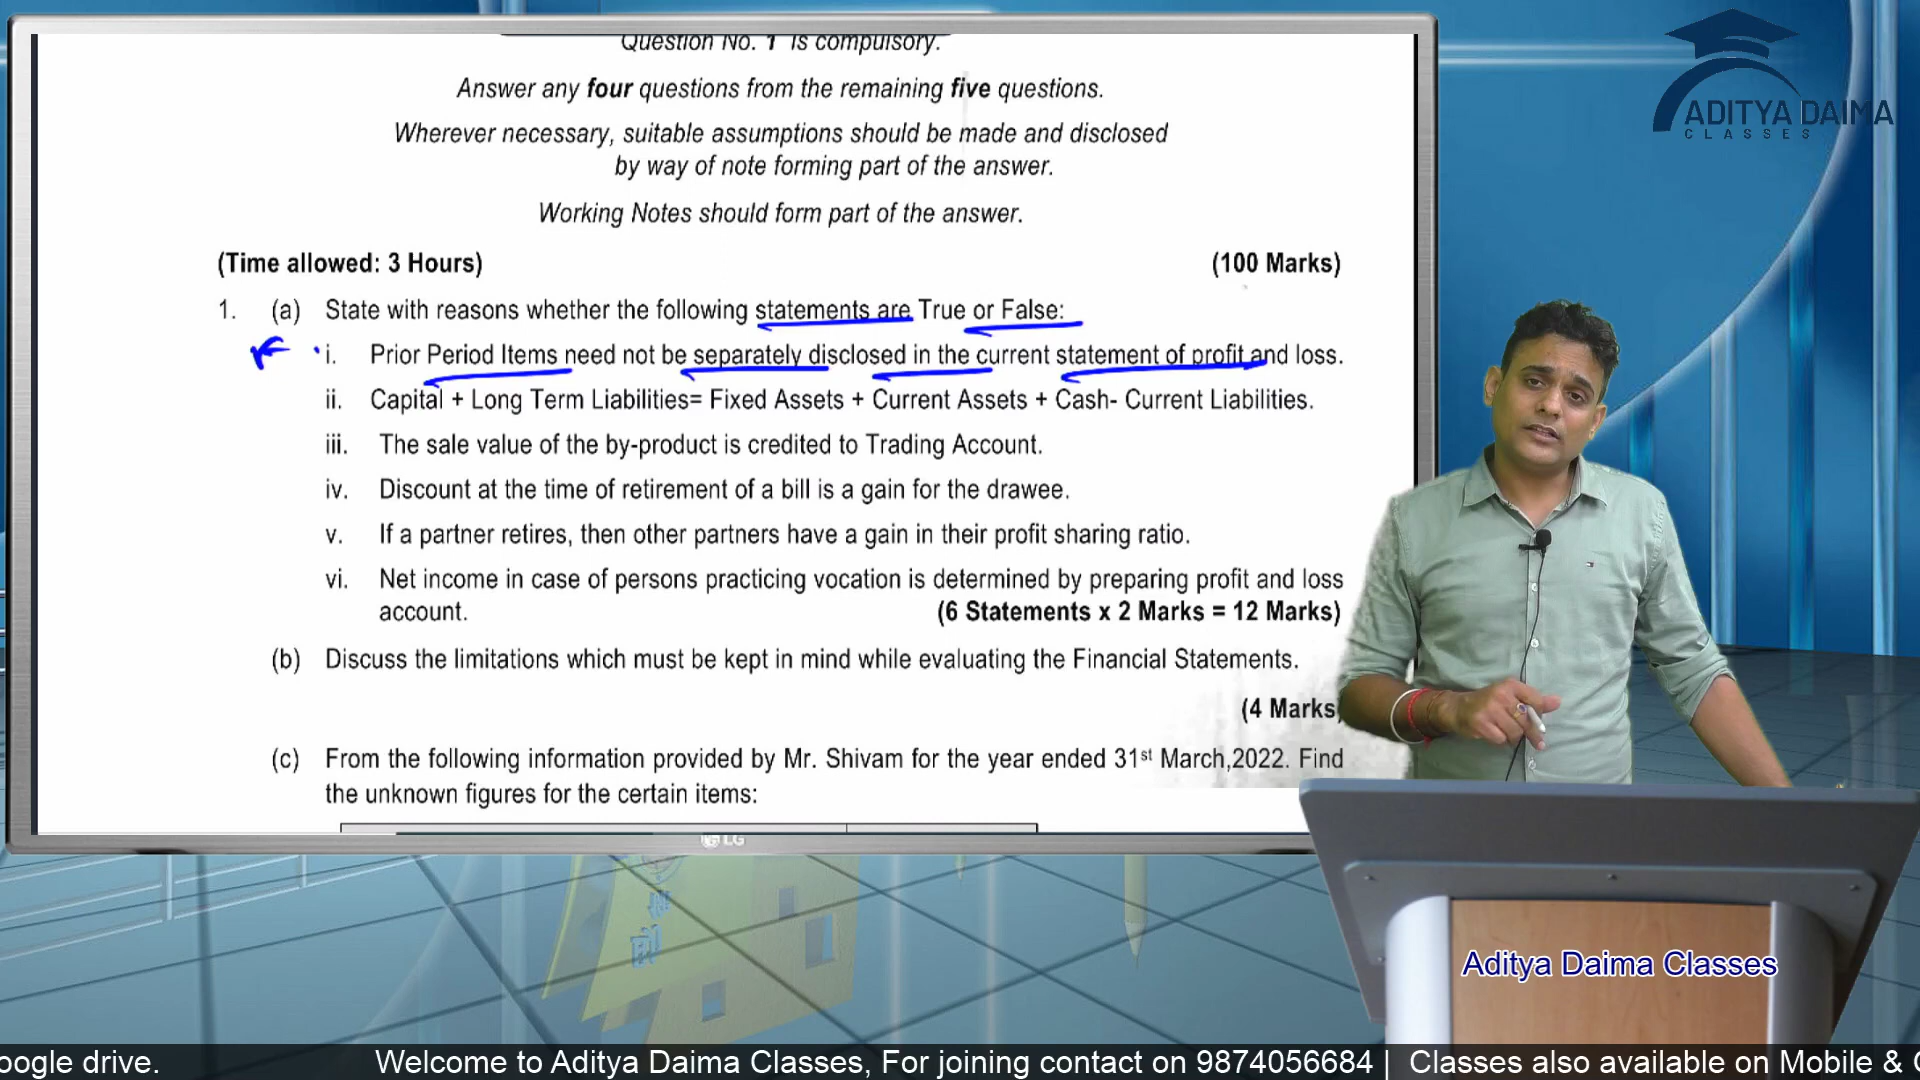 Question No. 1 is compulsory.
Answer any four questions from the remaining five questions.
Wherever necessary, suitable assumptions should be made and disclosed
by way of note forming part of the answer.
Working Notes should form part of the answer.
(Time allowed: 3 Hours) (100 Marks)
1. (a) State with reasons whether the following statements are True or False:
i. Prior Period Items need not be separately disclosed in the current statement of profit and loss.
ii. Capital + Long Term Liabilities= Fixed Assets + Current Assets + Cash- Current Liabilities.
iii. The sale value of the by-product is credited to Trading Account.
iv. Discount at the time of retirement of a bill is a gain for the drawee.
v. If a partner retires, then other partners have a gain in their profit sharing ratio.
vi. Net income in case of persons practicing vocation is determined by preparing profit and loss
account. (6 Statements x 2 Marks = 12 Marks)
(b) Discuss the limitations which must be kept in mind while evaluating the Financial Statements.
(4 Marks
(c) From the following information provided by Mr. Shivam for the year ended 31st March,2022. Find
the unknown figures for the certain items:
LG
ADITYA DAIMA
CLASSES
Aditya Daima Classes
oogle drive. Welcome to Aditya Daima Classes, For joining contact on 9874056684 | Classes also available on Mobile &